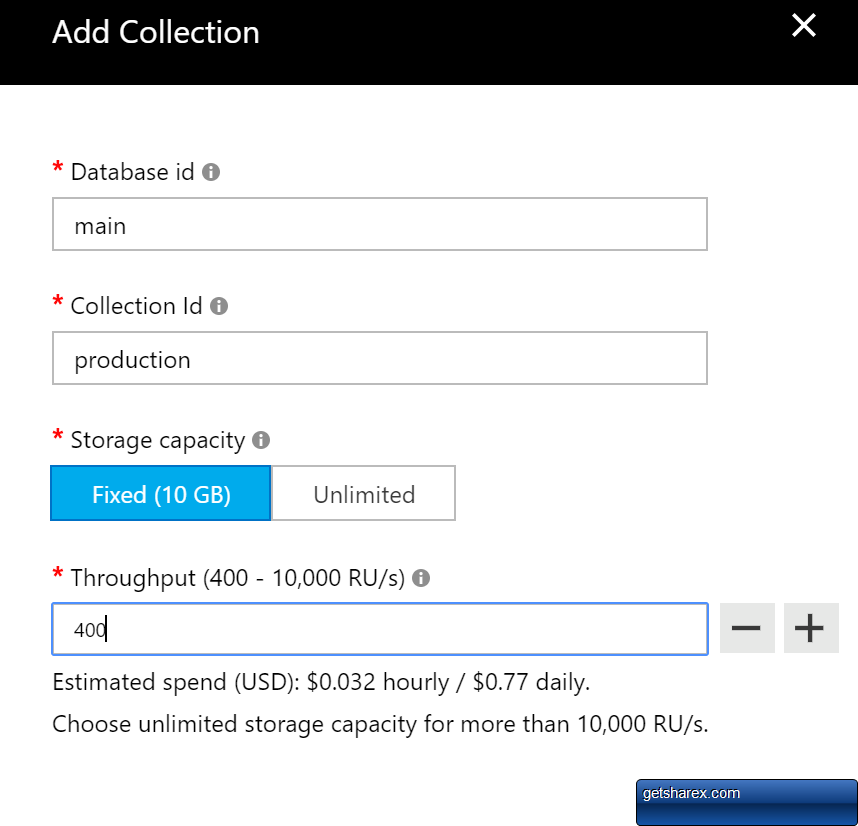 Add Collection
* Database id
main
* Collection Id
production
* Storage capacity
Fixed (10 GB) Unlimited
* Throughput (400 - 10,000 RU/s)
400
Estimated spend (USD): $0.032 hourly / $0.77 daily.
Choose unlimited storage capacity for more than 10,000 RU/s.
getsharex.com